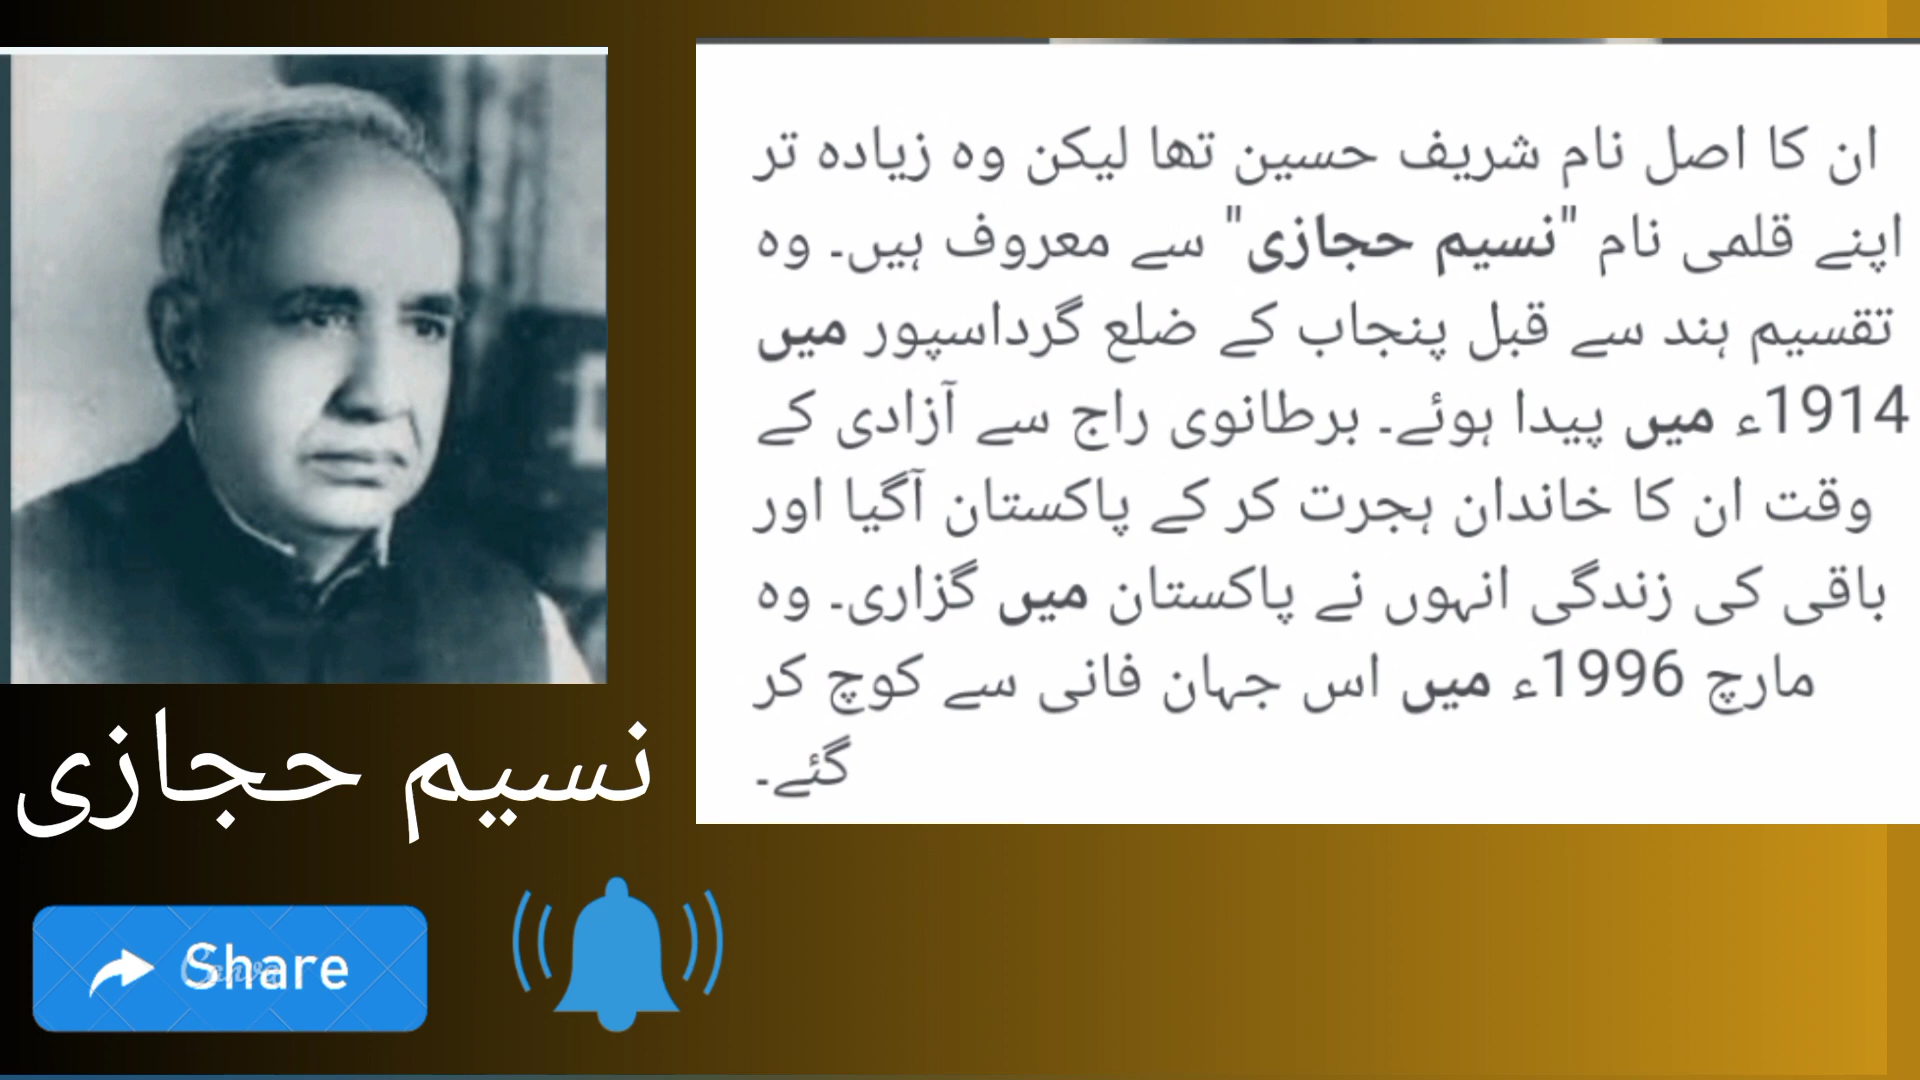 ان کا اصل نام شریف حسین تھا لیکن وہ زیادہ تر
اپنے قلمی نام "نسیم حجازی" سے معروف ہیں۔ وہ
تقسیم ہند سے قبل پنجاب کے ضلع گرداسپور میں
1914ء میں پیدا ہوئے۔ برطانوی راج سے آزادی کے
وقت ان کا خاندان ہجرت کر کے پاکستان آگیا اور
باقی کی زندگی انہوں نے پاکستان میں گزاری۔ وہ
مارچ 1996ء میں اس جہان فانی سے کوچ کر
گئے۔
نسیم حجازی
Share
Canva